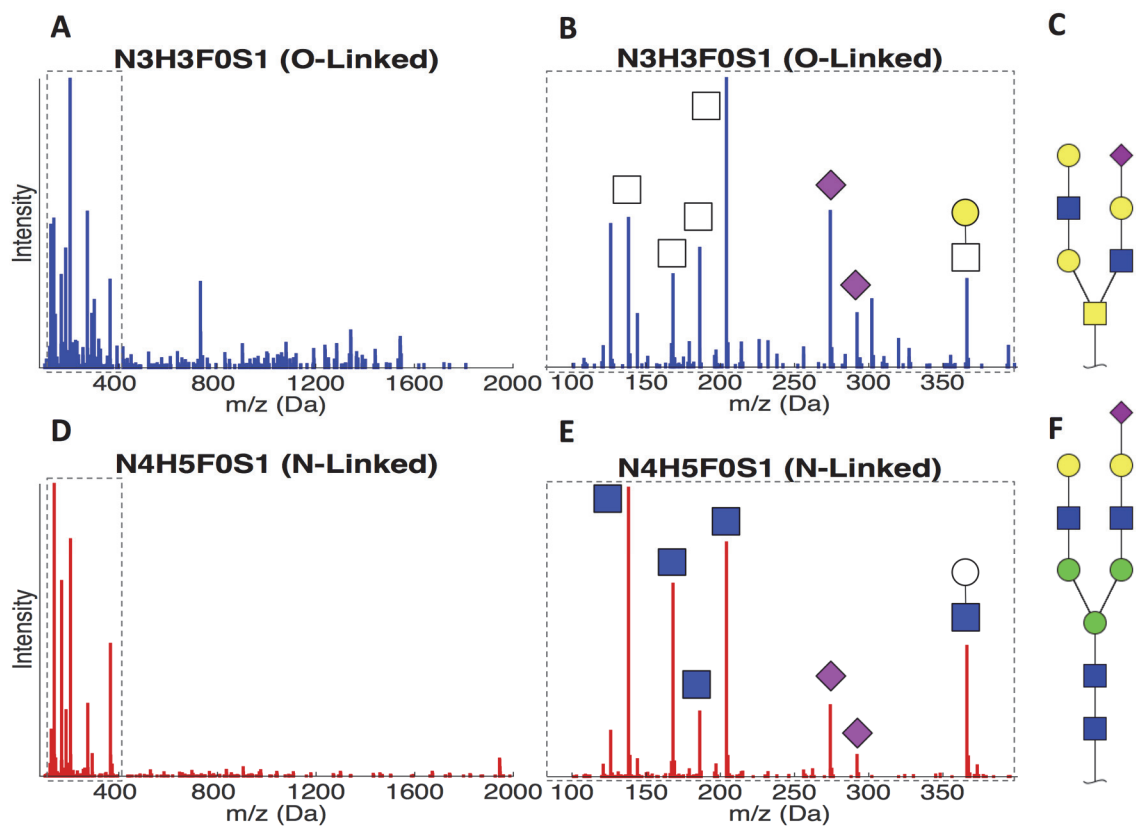 A
N3H3F0S1 (O-Linked)
Intensity
400
800
1200
1600
2000
m/z (Da)
B
N3H3F0S1 (O-Linked)
100
150
200
250
300
350
m/z (Da)
C
D
N4H5F0S1 (N-Linked)
Intensity
400
800
1200
1600
2000
m/z (Da)
E
N4H5F0S1 (N-Linked)
100
150
200
250
300
350
m/z (Da)
F